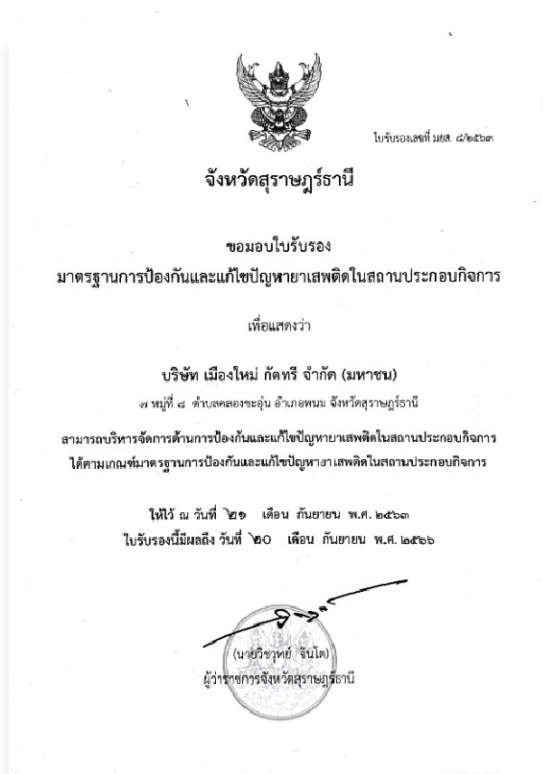 ใบรับรองเลขที่ มยส. ๘/๒๕๖๓
จังหวัดสุราษฎร์ธานี
ขอมอบใบรับรอง
มาตรฐานการป้องกันและแก้ไขปัญหายาเสพติดในสถานประกอบกิจการ
เพื่อแสดงว่า
บริษัท เมืองใหม่ กัตทรี จำกัด (มหาชน)
๗ หมู่ที่ ๘ ตำบลคลองชะอุ่น อำเภอพนม จังหวัดสุราษฎร์ธานี
สามารถบริหารจัดการด้านการป้องกันและแก้ไขปัญหายาเสพติดในสถานประกอบกิจการ
ได้ตามเกณฑ์มาตรฐานการป้องกันและแก้ไขปัญหายาเสพติดในสถานประกอบกิจการ
ให้ไว้ ณ วันที่ ๒๑ เดือน กันยายน พ.ศ. ๒๕๖๓
ใบรับรองนี้มีผลถึง วันที่ ๒๐ เดือน กันยายน พ.ศ. ๒๕๖๖
(นายวิชวุทย์ จินโต)
ผู้ว่าราชการจังหวัดสุราษฎร์ธานี